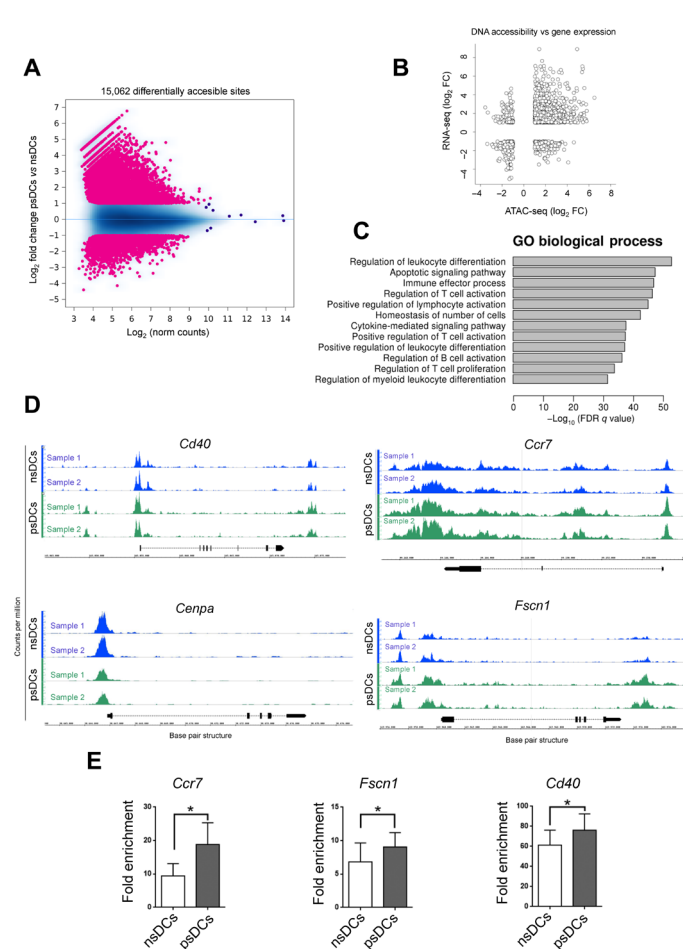 A
15,062 differentially accesible sites
Log2 fold change psDCs vs nsDCs
7
6
5
4
3
2
1
0
−1
−2
−3
−4
−5
3 4 5 6 7 8 9 10 11 12 13 14
Log2 (norm counts)
B
DNA accessibility vs gene expression
RNA-seq (log2 FC)
8
6
4
2
0
−2
−4
−4 −2 0 2 4 6 8
ATAC-seq (log2 FC)
C
GO biological process
Regulation of leukocyte differentiation
Apoptotic signaling pathway
Immune effector process
Regulation of T cell activation
Positive regulation of lymphocyte activation
Homeostasis of number of cells
Cytokine-mediated signaling pathway
Positive regulation of T cell activation
Positive regulation of leukocyte differentiation
Regulation of B cell activation
Regulation of T cell proliferation
Regulation of myeloid leukocyte differentiation
0 10 20 30 40 50
−Log10 (FDR q value)
D
Counts per million
Cd40
nsDCs
Sample 1
Sample 2
psDCs
Sample 1
Sample 2
Ccr7
nsDCs
Sample 1
Sample 2
psDCs
Sample 1
Sample 2
Cenpa
nsDCs
Sample 1
Sample 2
psDCs
Sample 1
Sample 2
Base pair structure
Fscn1
nsDCs
Sample 1
Sample 2
psDCs
Sample 1
Sample 2
Base pair structure
E
Ccr7
Fold enrichment
30
20
10
0
*
nsDCs
psDCs
Fscn1
Fold enrichment
15
10
5
0
*
nsDCs
psDCs
Cd40
Fold enrichment
100
80
60
40
20
0
*
nsDCs
psDCs